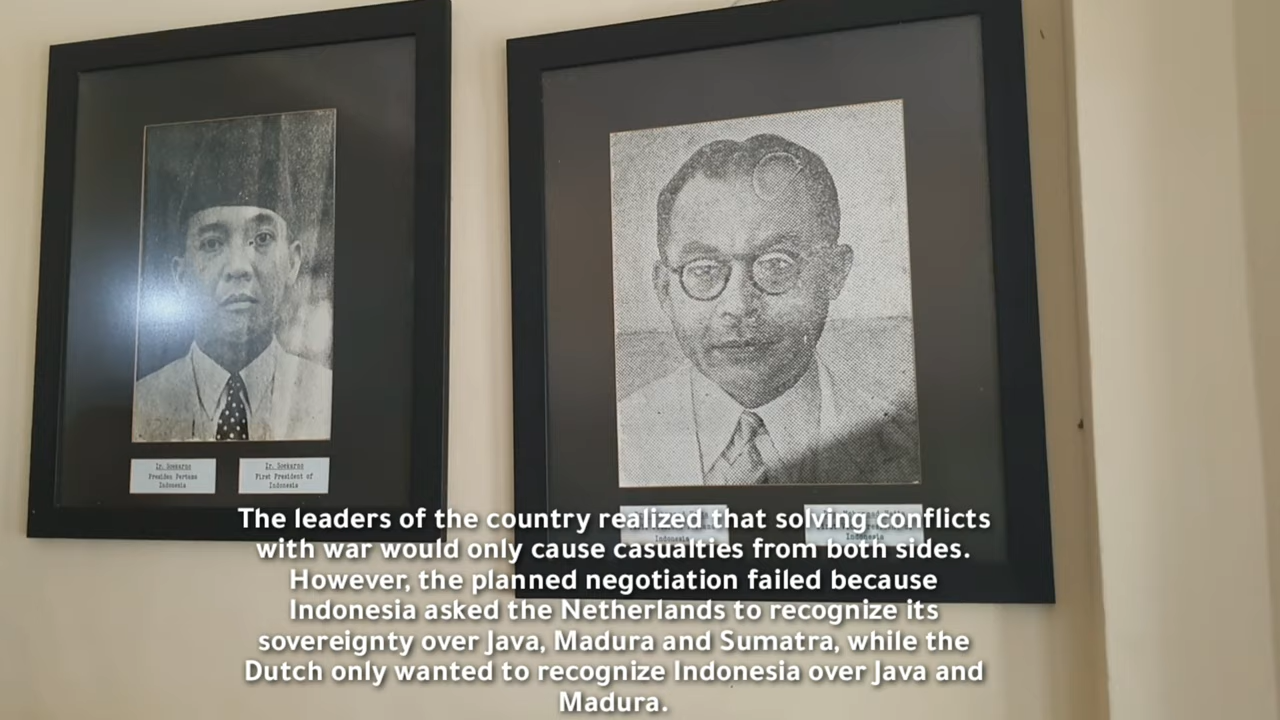 Ir. Soekarno
Presiden Pertama
Indonesia
Ir. Soekarno
First President of
Indonesia
Indonesia
Indonesia
The leaders of the country realized that solving conflicts
with war would only cause casualties from both sides.
However, the planned negotiation failed because
Indonesia asked the Netherlands to recognize its
sovereignty over Java, Madura and Sumatra, while the
Dutch only wanted to recognize Indonesia over Java and
Madura.